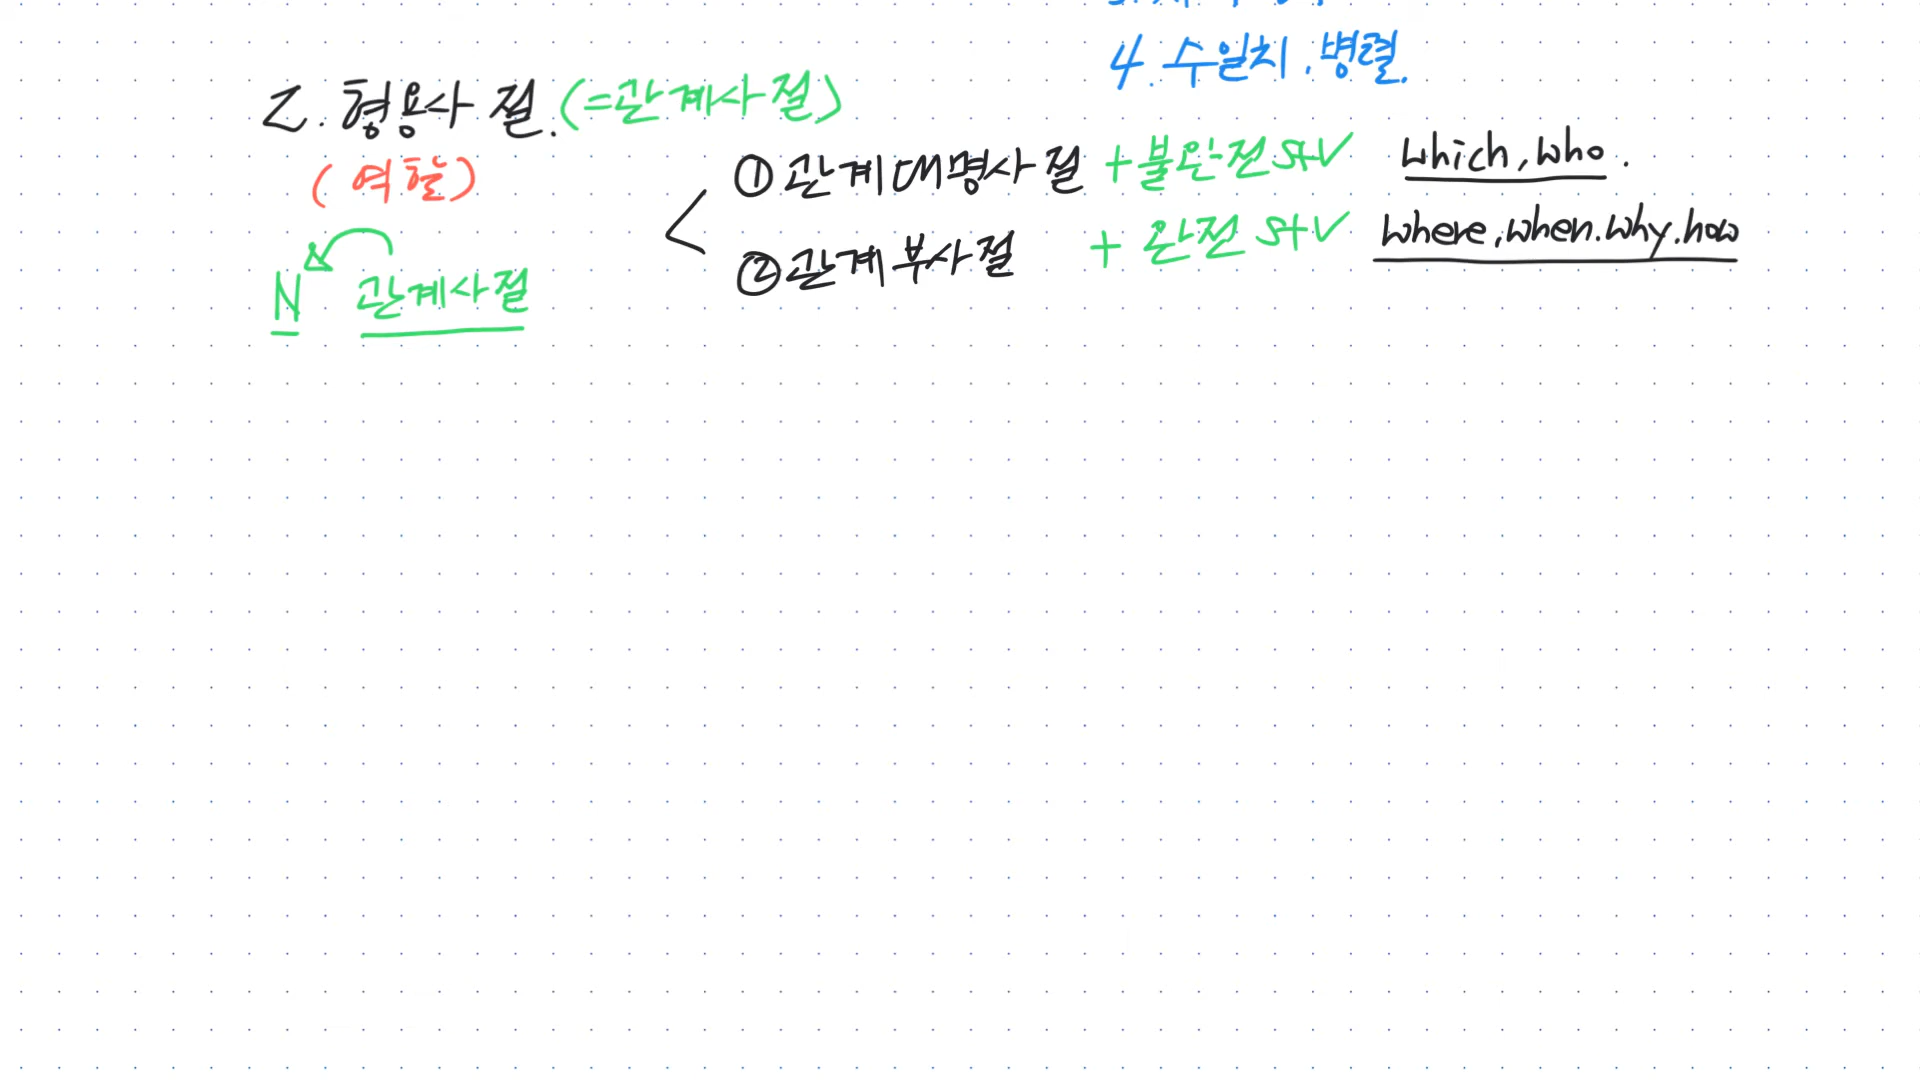 4. 수일치, 병렬.
2. 형용사 절. (=관계사절)
(역할)
N 관계사절
① 관계대명사절 + 불완전 S+V which, who.
② 관계부사절 + 완전 S+V where, when. why. how